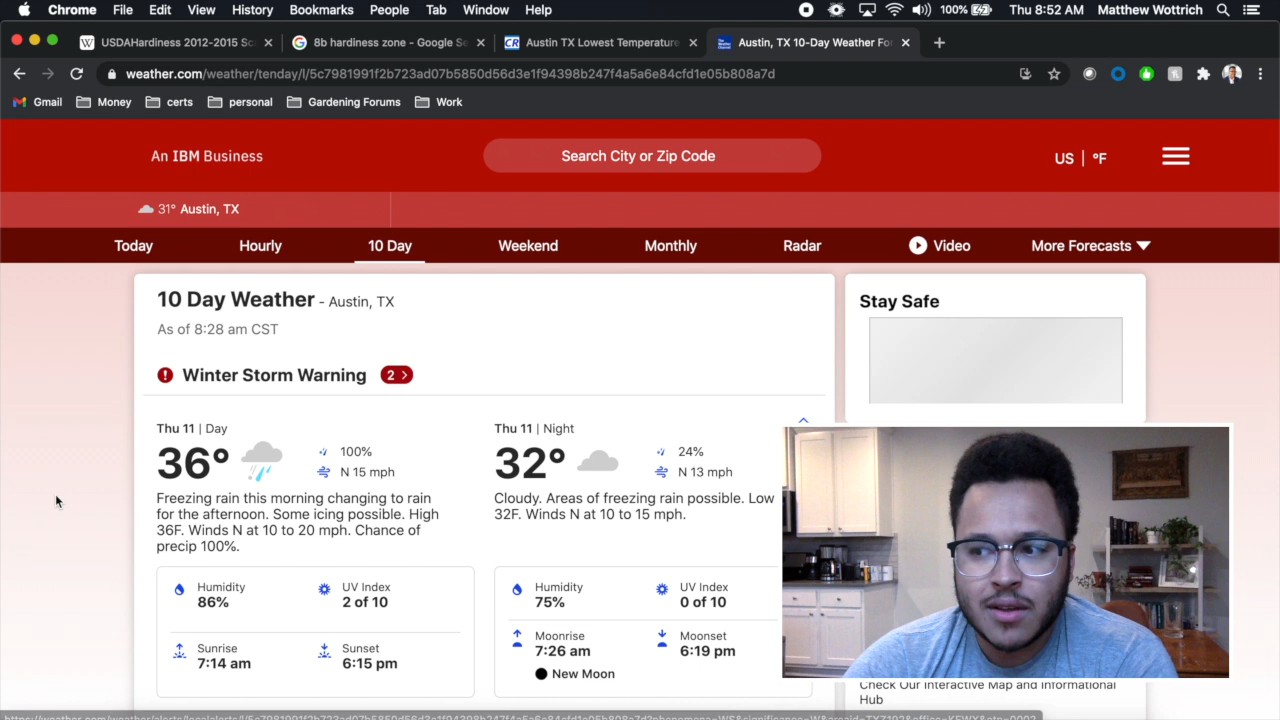 Chrome File Edit View History Bookmarks People Tab Window Help 100% Thu 8:52 AM Matthew Wottrich
USDAHardiness 2012-2015 Sc
8b hardiness zone - Google Se
Austin TX Lowest Temperature
Austin, TX 10-Day Weather For
weather.com/weather/tenday/l/5c7981991f2b723ad07b5850d56d3e1f94398b247f4a5a6e84cfd1e05b808a7d
Gmail Money certs personal Gardening Forums Work
An IBM Business
Search City or Zip Code
US | °F
31° Austin, TX
Today Hourly 10 Day Weekend Monthly Radar Video More Forecasts
10 Day Weather - Austin, TX
As of 8:28 am CST
Winter Storm Warning 2 >
Thu 11 | Day
36°
100%
N 15 mph
Freezing rain this morning changing to rain
for the afternoon. Some icing possible. High
36F. Winds N at 10 to 20 mph. Chance of
precip 100%.
Humidity
86%
UV Index
2 of 10
Sunrise
7:14 am
Sunset
6:15 pm
Thu 11 | Night
32°
24%
N 13 mph
Cloudy. Areas of freezing rain possible. Low
32F. Winds N at 10 to 15 mph.
Humidity
75%
UV Index
0 of 10
Moonrise
7:26 am
Moonset
6:19 pm
New Moon
Stay Safe
Check Our Interactive Map and Informational
Hub